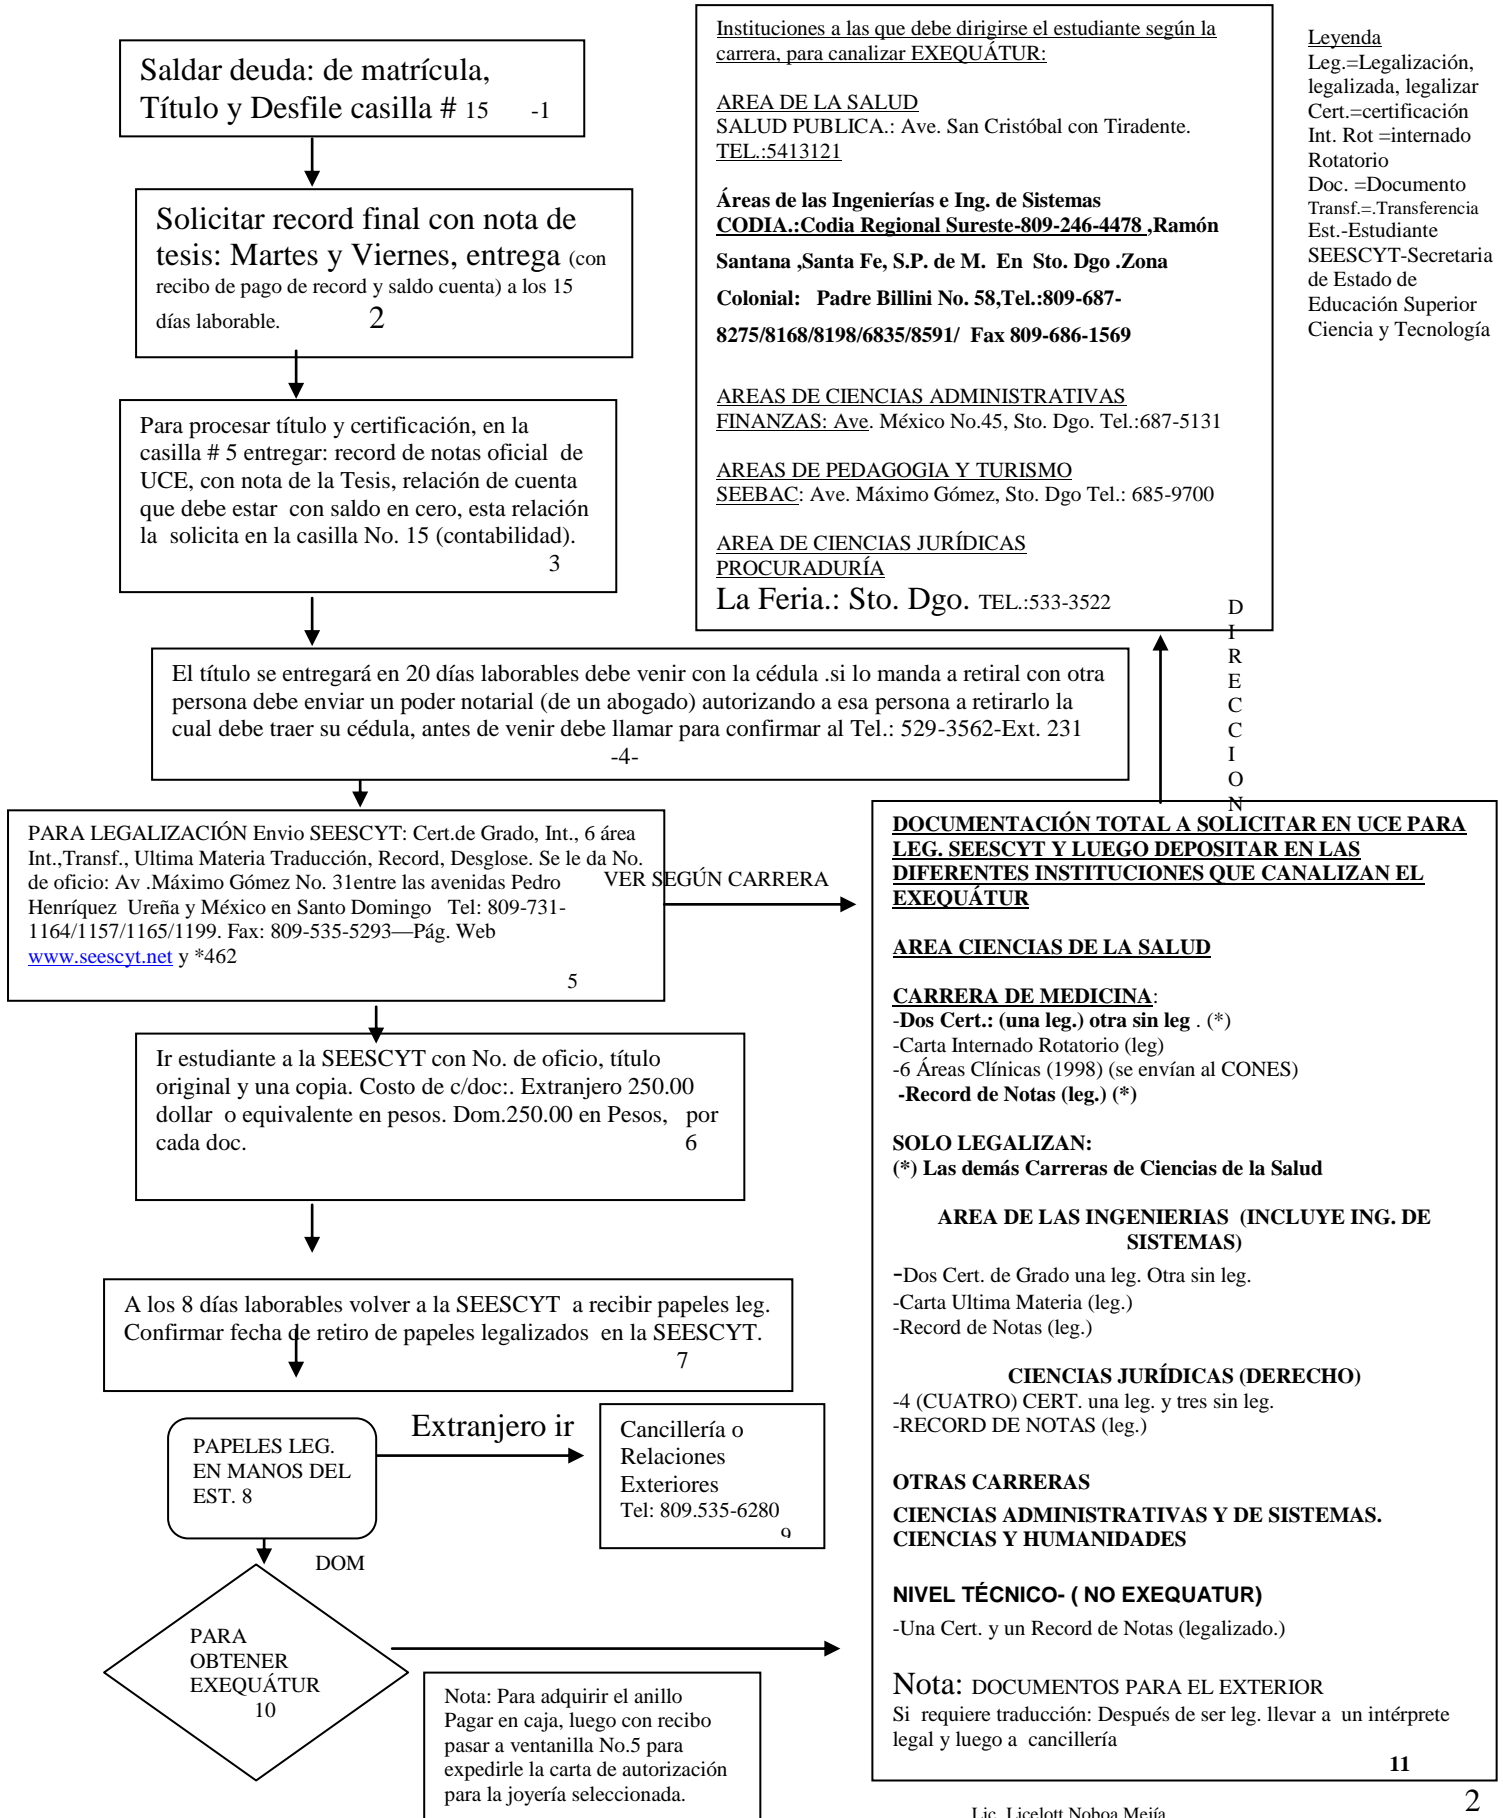 Saldar deuda: de matrícula,
Título y Desfile casilla # 15 -1
Solicitar record final con nota de
tesis: Martes y Viernes, entrega (con
recibo de pago de record y saldo cuenta) a los 15
días laborable. 2
Para procesar título y certificación, en la
casilla # 5 entregar: record de notas oficial de
UCE, con nota de la Tesis, relación de cuenta
que debe estar con saldo en cero, esta relación
la solicita en la casilla No. 15 (contabilidad).
3
Instituciones a las que debe dirigirse el estudiante según la
carrera, para canalizar EXEQUÁTUR:
AREA DE LA SALUD
SALUD PUBLICA.: Ave. San Cristóbal con Tiradente.
TEL.:5413121
Áreas de las Ingenierías e Ing. de Sistemas
CODIA.:Codia Regional Sureste-809-246-4478 ,Ramón
Santana ,Santa Fe, S.P. de M. En Sto. Dgo .Zona
Colonial: Padre Billini No. 58,Tel.:809-687-
8275/8168/8198/6835/8591/ Fax 809-686-1569
AREAS DE CIENCIAS ADMINISTRATIVAS
FINANZAS: Ave. México No.45, Sto. Dgo. Tel.:687-5131
AREAS DE PEDAGOGIA Y TURISMO
SEEBAC: Ave. Máximo Gómez, Sto. Dgo Tel.: 685-9700
AREA DE CIENCIAS JURÍDICAS
PROCURADURÍA
La Feria.: Sto. Dgo. TEL.:533-3522
Leyenda
Leg.=Legalización,
legalizada, legalizar
Cert.=certificación
Int. Rot =internado
Rotatorio
Doc. =Documento
Transf.=.Transferencia
Est.-Estudiante
SEESCYT-Secretaria
de Estado de
Educación Superior
Ciencia y Tecnología
D
I
R
E
C
C
I
O
N
El título se entregará en 20 días laborables debe venir con la cédula .si lo manda a retiral con otra
persona debe enviar un poder notarial (de un abogado) autorizando a esa persona a retirarlo la
cual debe traer su cédula, antes de venir debe llamar para confirmar al Tel.: 529-3562-Ext. 231
-4-
PARA LEGALIZACIÓN Envio SEESCYT: Cert.de Grado, Int., 6 área
Int.,Transf., Ultima Materia Traducción, Record, Desglose. Se le da No.
de oficio: Av .Máximo Gómez No. 31entre las avenidas Pedro
Henríquez Ureña y México en Santo Domingo Tel: 809-731-
1164/1157/1165/1199. Fax: 809-535-5293—Pág. Web
www.seescyt.net y *462
5
VER SEGÚN CARRERA
Ir estudiante a la SEESCYT con No. de oficio, título
original y una copia. Costo de c/doc:. Extranjero 250.00
dollar o equivalente en pesos. Dom.250.00 en Pesos, por
cada doc. 6
A los 8 días laborables volver a la SEESCYT a recibir papeles leg.
Confirmar fecha de retiro de papeles legalizados en la SEESCYT.
7
PAPELES LEG.
EN MANOS DEL
EST. 8
Extranjero ir
Cancillería o
Relaciones
Exteriores
Tel: 809.535-6280
9
DOM
PARA
OBTENER
EXEQUÁTUR
10
Nota: Para adquirir el anillo
Pagar en caja, luego con recibo
pasar a ventanilla No.5 para
expedirle la carta de autorización
para la joyería seleccionada.
DOCUMENTACIÓN TOTAL A SOLICITAR EN UCE PARA
LEG. SEESCYT Y LUEGO DEPOSITAR EN LAS
DIFERENTES INSTITUCIONES QUE CANALIZAN EL
EXEQUÁTUR
AREA CIENCIAS DE LA SALUD
CARRERA DE MEDICINA:
-Dos Cert.: (una leg.) otra sin leg . (*)
-Carta Internado Rotatorio (leg)
-6 Áreas Clínicas (1998) (se envían al CONES)
-Record de Notas (leg.) (*)
SOLO LEGALIZAN:
(*) Las demás Carreras de Ciencias de la Salud
AREA DE LAS INGENIERIAS (INCLUYE ING. DE
SISTEMAS)
-Dos Cert. de Grado una leg. Otra sin leg.
-Carta Ultima Materia (leg.)
-Record de Notas (leg.)
CIENCIAS JURÍDICAS (DERECHO)
-4 (CUATRO) CERT. una leg. y tres sin leg.
-RECORD DE NOTAS (leg.)
OTRAS CARRERAS
CIENCIAS ADMINISTRATIVAS Y DE SISTEMAS.
CIENCIAS Y HUMANIDADES
NIVEL TÉCNICO- ( NO EXEQUATUR)
-Una Cert. y un Record de Notas (legalizado.)
Nota: DOCUMENTOS PARA EL EXTERIOR
Si requiere traducción: Después de ser leg. llevar a un intérprete
legal y luego a cancillería
11
2
Lic. Licelott Noboa Mejía